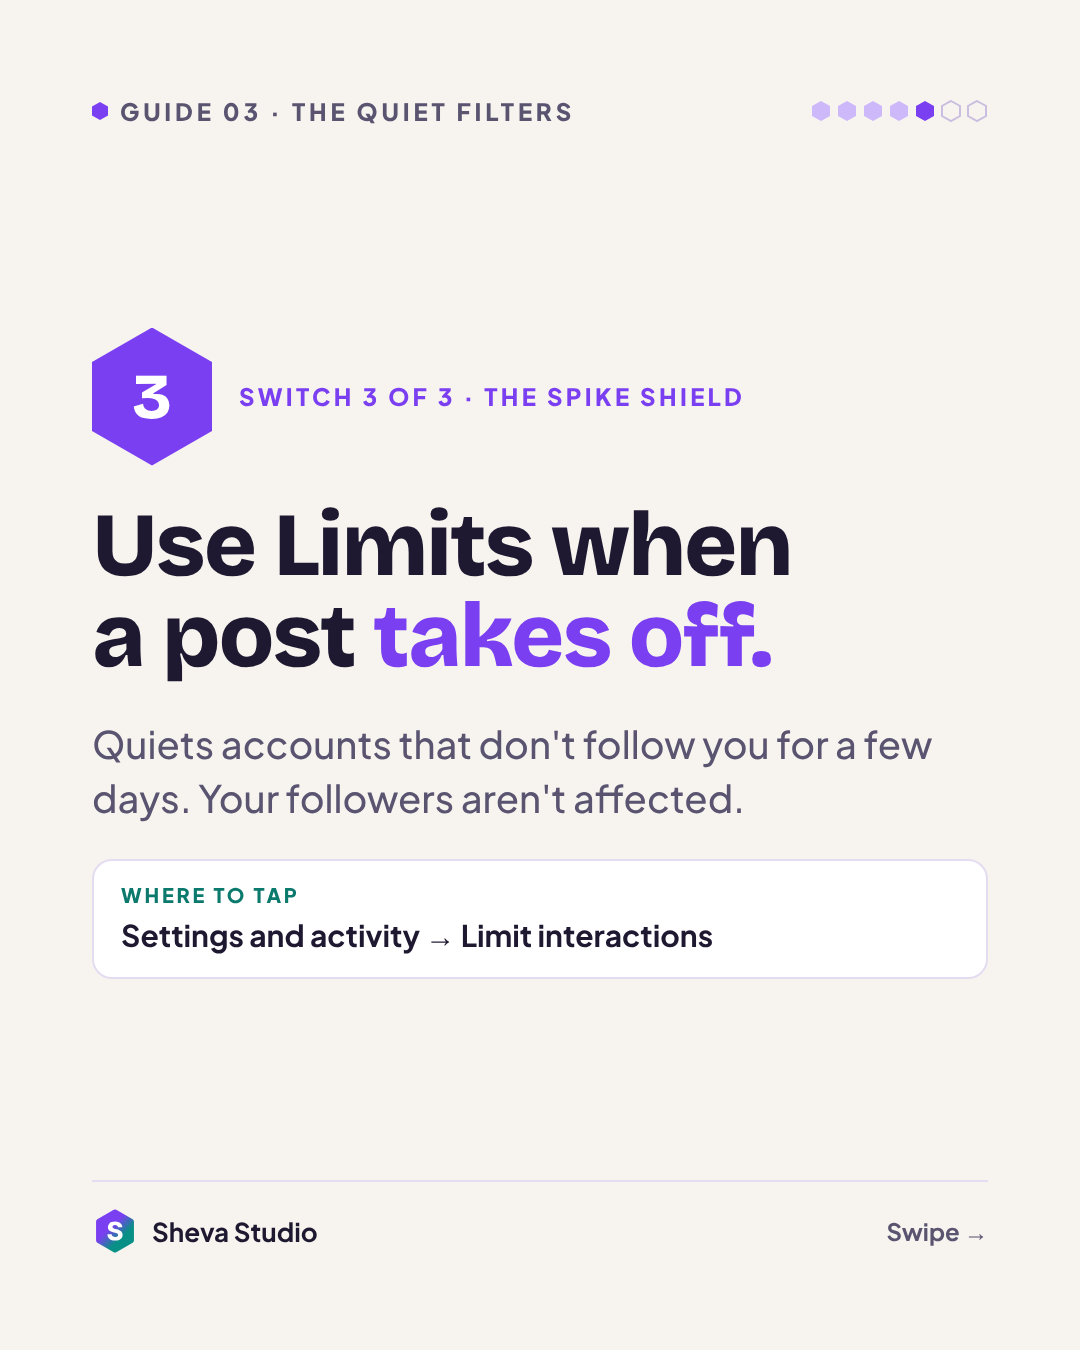 GUIDE 03 · THE QUIET FILTERS
3
SWITCH 3 OF 3 · THE SPIKE SHIELD
Use Limits when
a post takes off.
Quiets accounts that don't follow you for a few
days. Your followers aren't affected.
WHERE TO TAP
Settings and activity → Limit interactions
S
Sheva Studio
Swipe →